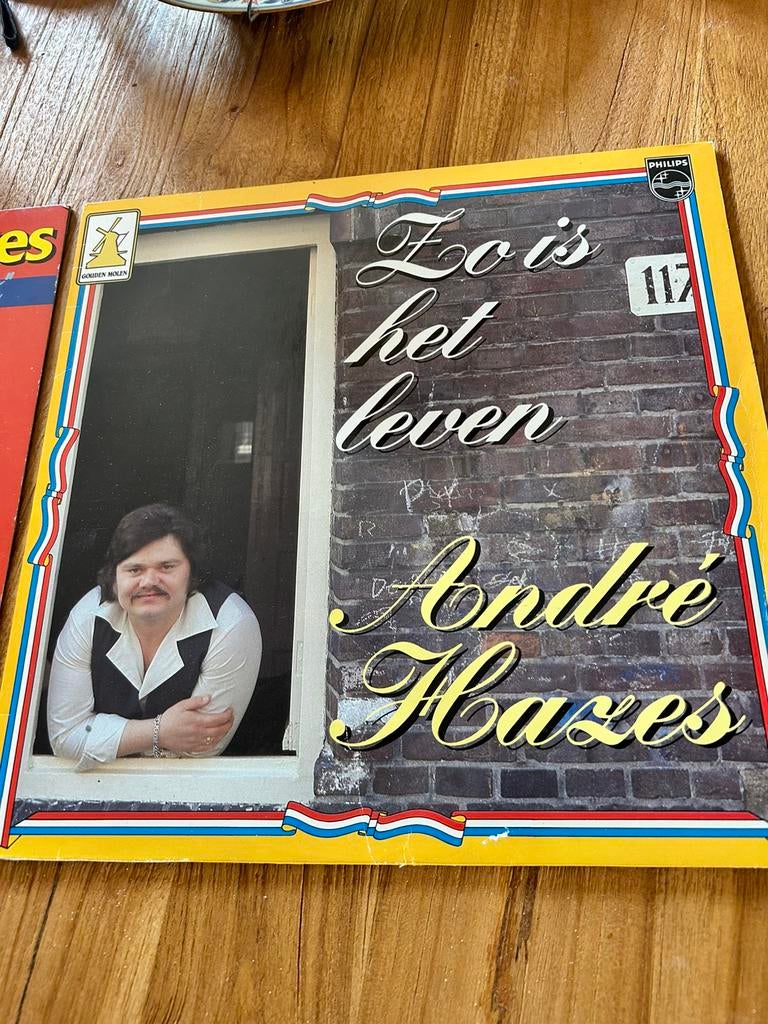 es
GOUDEN MOLEN
PHILIPS
Zo is
het
leven
117
André
Hazes